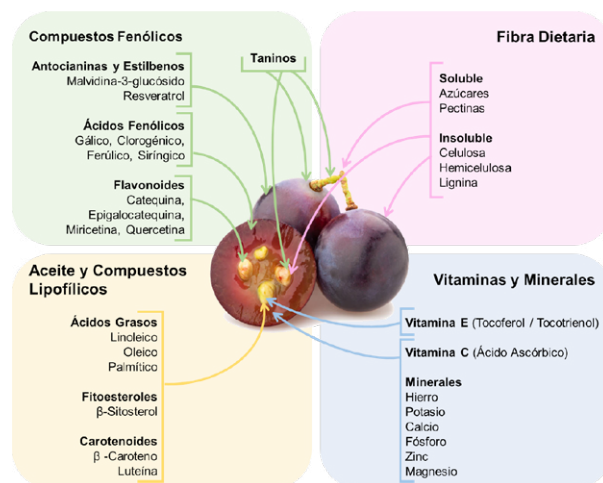 Compuestos Fenólicos
Antocianinas y Estilbenos
Malvidina-3-glucósido
Resveratrol
Ácidos Fenólicos
Gálico, Clorogénico,
Ferúlico, Siríngico
Flavonoides
Catequina,
Epigalocatequina,
Miricetina, Quercetina
Taninos
Fibra Dietaria
Soluble
Azúcares
Pectinas
Insoluble
Celulosa
Hemicelulosa
Lignina
Aceite y Compuestos
Lipofílicos
Ácidos Grasos
Linoleico
Oleico
Palmítico
Fitoesteroles
β-Sitosterol
Carotenoides
β -Caroteno
Luteína
Vitaminas y Minerales
Vitamina E (Tocoferol / Tocotrienol)
Vitamina C (Ácido Ascórbico)
Minerales
Hierro
Potasio
Calcio
Fósforo
Zinc
Magnesio